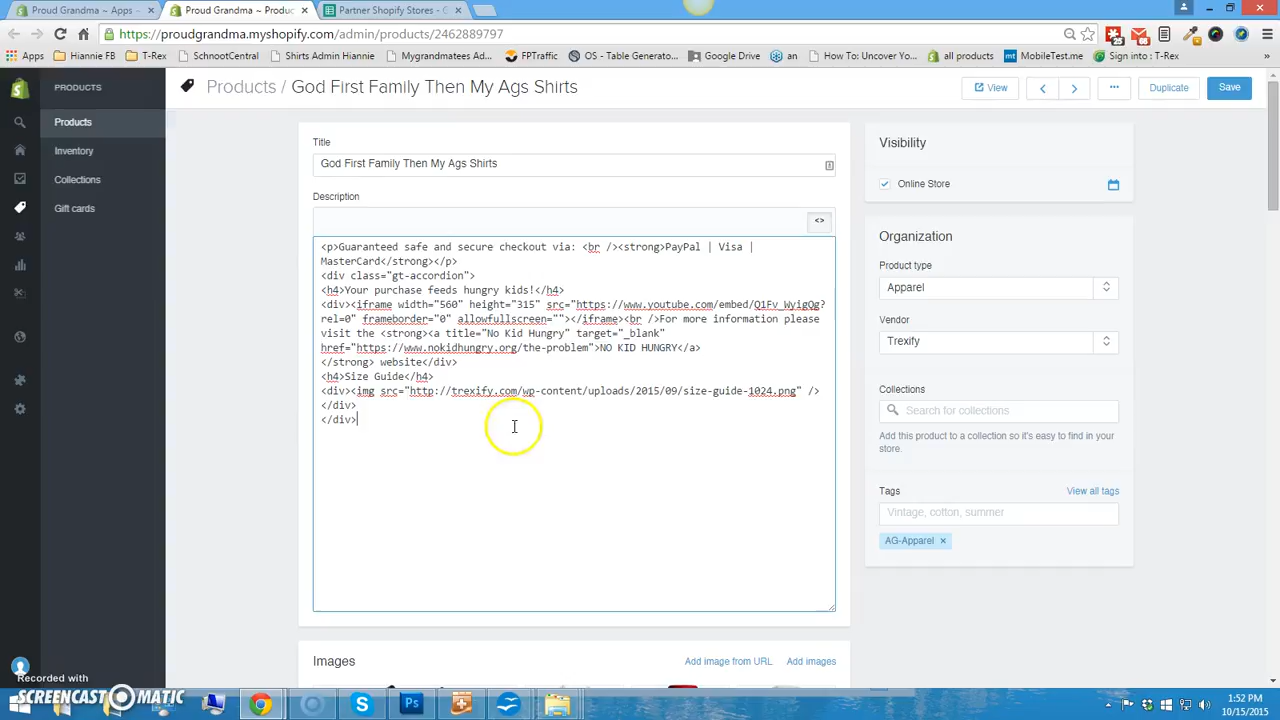 Proud Grandma ~ Apps ~
Proud Grandma ~ Produc
Partner Shopify Stores - G
https://proudgrandma.myshopify.com/admin/products/2462889797
25
66
Apps
Hiannie FB
T-Rex
SchnootCentral
Shirts Admin Hiannie
Mygrandmatees Ad...
FPTraffic
OS - Table Generato...
Google Drive
an
How To: Uncover Yo...
all products
mt MobileTest.me
Sign into : T-Rex
»
PRODUCTS
Products / God First Family Then My Ags Shirts
View
Duplicate
Save
Products
Inventory
Collections
Gift cards
Title
God First Family Then My Ags Shirts
Description
<>
<p>Guaranteed safe and secure checkout via: <br /><strong>PayPal | Visa |
MasterCard</strong></p>
<div class="gt-accordion">
<h4>Your purchase feeds hungry kids!</h4>
<div><iframe width="560" height="315" src="https://www.youtube.com/embed/Q1Fv_WyigQg?
rel=0" frameborder="0" allowfullscreen=""></iframe><br />For more information please
visit the <strong><a title="No Kid Hungry" target="_blank"
href="https://www.nokidhungry.org/the-problem">NO KID HUNGRY</a>
</strong> website</div>
<h4>Size Guide</h4>
<div><img src="http://trexify.com/wp-content/uploads/2015/09/size-guide-1024.png" />
</div>
</div>
Visibility
Online Store
Organization
Product type
Apparel
Vendor
Trexify
Collections
Search for collections
Add this product to a collection so it's easy to find in your
store.
Tags
View all tags
Vintage, cotton, summer
AG-Apparel ×
Images
Add image from URL
Add images
Recorded with
SCREENCAST-O-MATIC
1:52 PM
10/15/2015